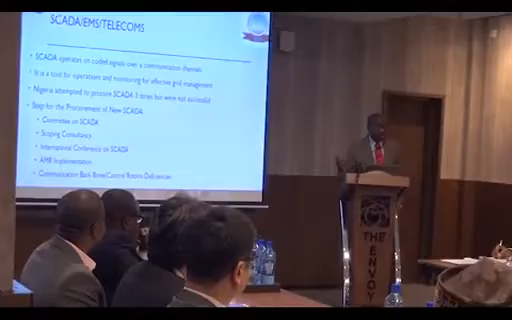 SCADA/EMS/TELECOMS
• SCADA operates on coded signals over a communication channels
• It is a tool for operations and monitoring for effective grid management
• Nigeria attempted to procure SCADA 3 times but were not successful
• Steps for the Procurement of New SCADA
• Committee on SCADA
• Scoping Consultancy
• International Conference on SCADA
• AMR Implementation
• Communication Back Bone/Control Rooms Deficiencies
THE
ENVOY